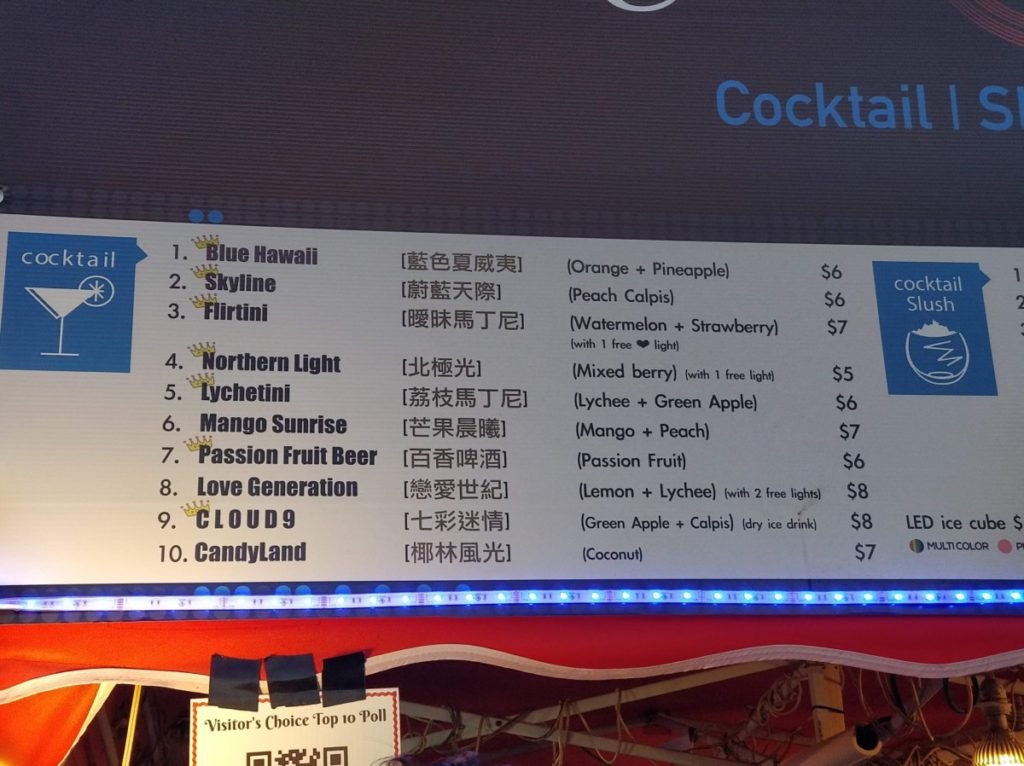 Cocktail |
cocktail
1. Blue Hawaii [藍色夏威夷] (Orange + Pineapple) $6
2. Skyline [蔚藍天際] (Peach Calpis) $6
3. Flirtini [曖昧馬丁尼] (Watermelon + Strawberry) $7
(with 1 free ❤ light)
4. Northern Light [北極光] (Mixed berry) (with 1 free light) $5
5. Lychetini [荔枝馬丁尼] (Lychee + Green Apple) $6
6. Mango Sunrise [芒果晨曦] (Mango + Peach) $7
7. Passion Fruit Beer [百香啤酒] (Passion Fruit) $6
8. Love Generation [戀愛世紀] (Lemon + Lychee) (with 2 free lights) $8
9. CLOUD9 [七彩迷情] (Green Apple + Calpis) (dry ice drink) $8
10. CandyLand [椰林風光] (Coconut) $7
cocktail
Slush
1
2
LED ice cube $
MULTICOLOR
Visitor's Choice Top 10 Poll